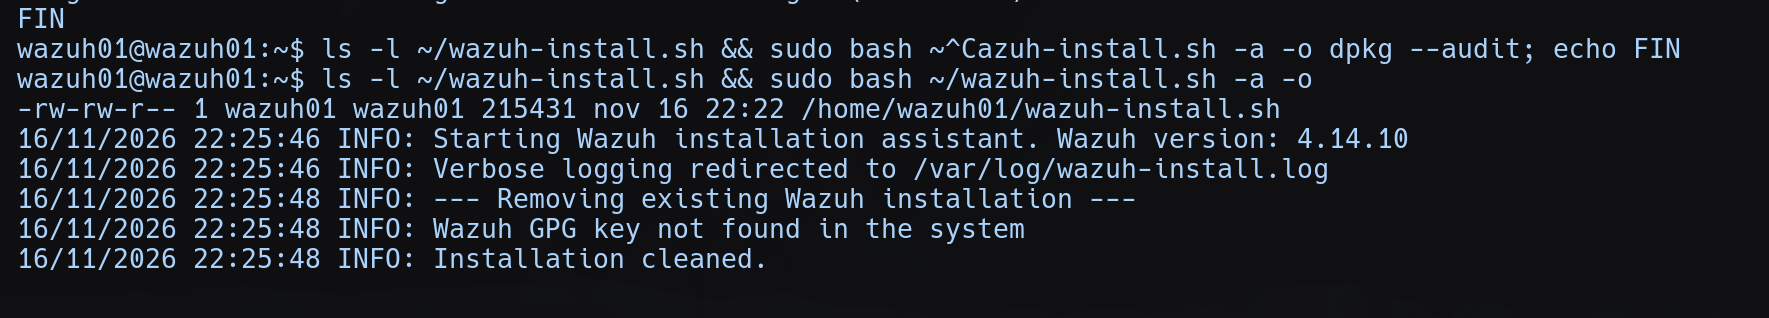 FIN
wazuh01@wazuh01:~$ ls -l ~/wazuh-install.sh && sudo bash ~^Cazuh-install.sh -a -o dpkg --audit; echo FIN
wazuh01@wazuh01:~$ ls -l ~/wazuh-install.sh && sudo bash ~/wazuh-install.sh -a -o
-rw-rw-r-- 1 wazuh01 wazuh01 215431 nov 16 22:22 /home/wazuh01/wazuh-install.sh
16/11/2026 22:25:46 INFO: Starting Wazuh installation assistant. Wazuh version: 4.14.10
16/11/2026 22:25:46 INFO: Verbose logging redirected to /var/log/wazuh-install.log
16/11/2026 22:25:48 INFO: --- Removing existing Wazuh installation ---
16/11/2026 22:25:48 INFO: Wazuh GPG key not found in the system
16/11/2026 22:25:48 INFO: Installation cleaned.